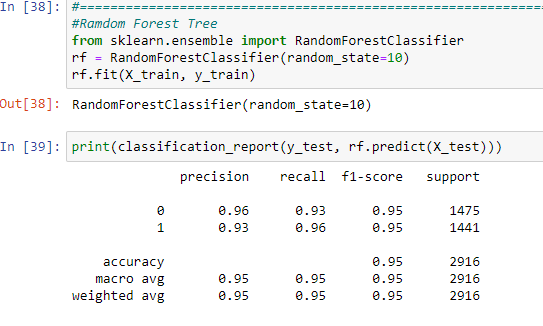 In [38]: #==============================================================
#Ramdom Forest Tree
from sklearn.ensemble import RandomForestClassifier
rf = RandomForestClassifier(random_state=10)
rf.fit(X_train, y_train)
Out[38]: RandomForestClassifier(random_state=10)
In [39]: print(classification_report(y_test, rf.predict(X_test)))
precision recall f1-score support
0 0.96 0.93 0.95 1475
1 0.93 0.96 0.95 1441
accuracy 0.95 2916
macro avg 0.95 0.95 0.95 2916
weighted avg 0.95 0.95 0.95 2916